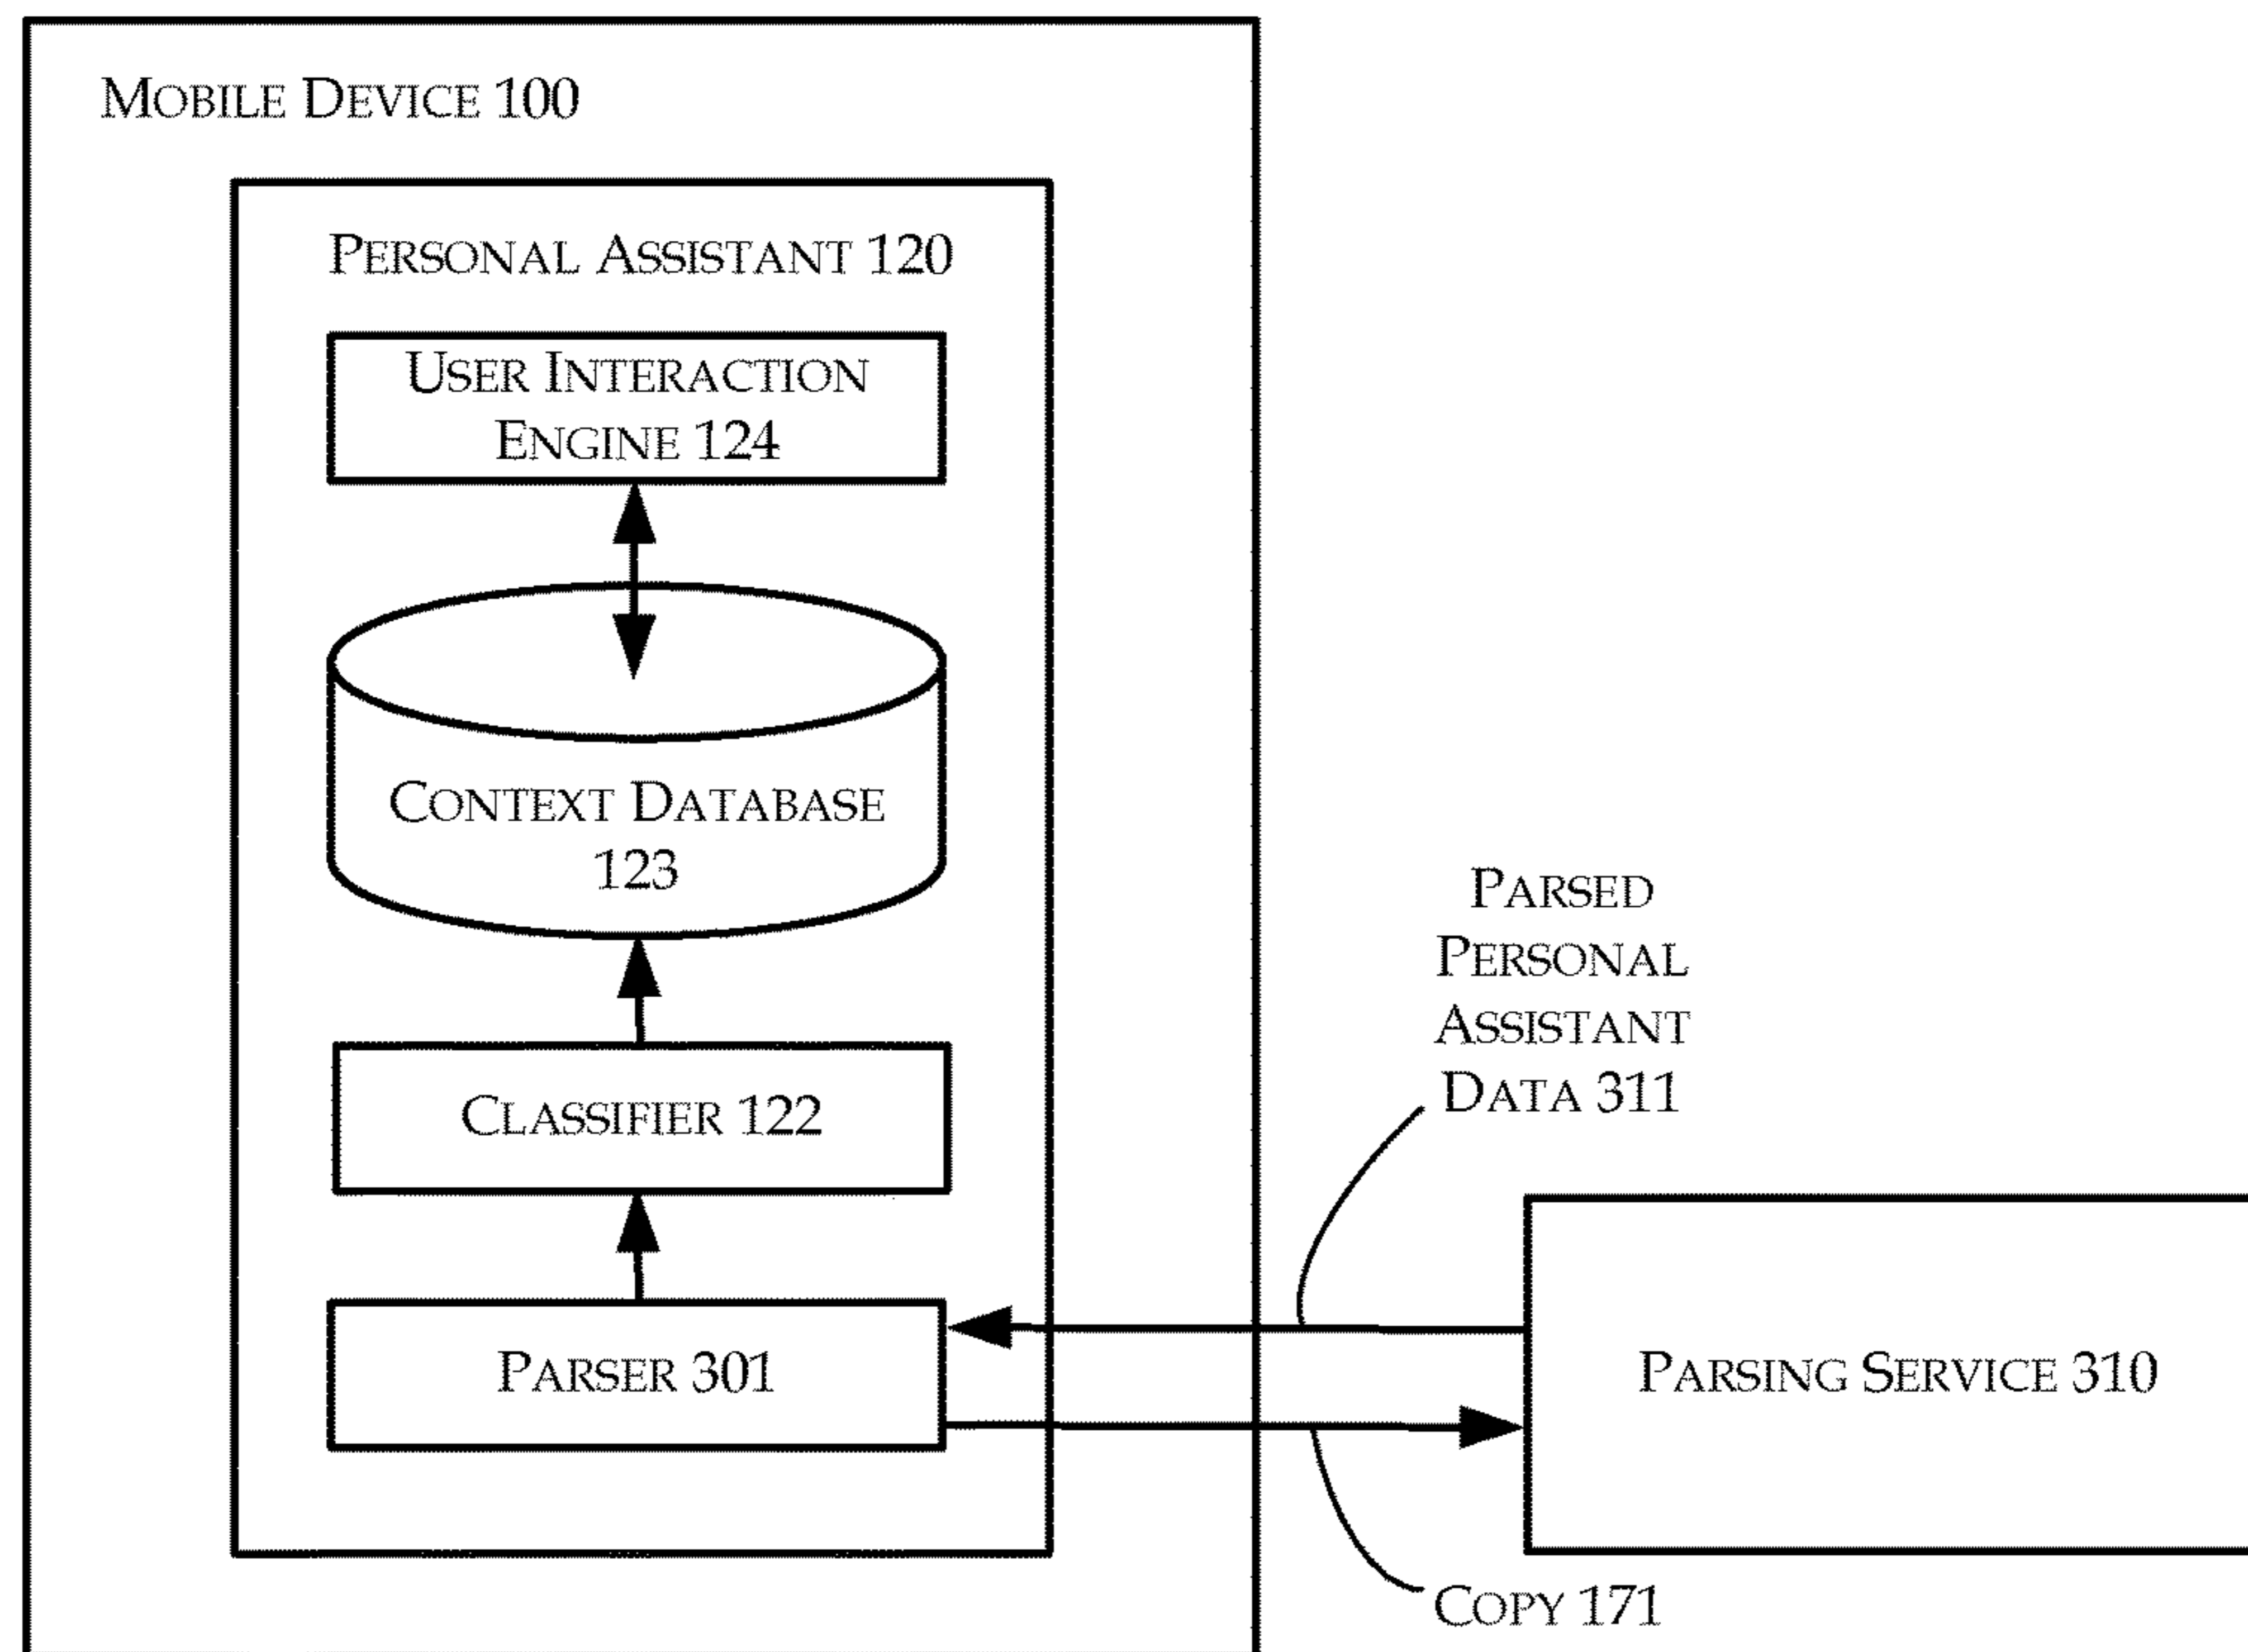 MOBILE DEVICE 100
PERSONAL ASSISTANT 120
USER INTERACTION
ENGINE 124
CONTEXT DATABASE
123
CLASSIFIER 122
PARSER 301
PARSED
PERSONAL
ASSISTANT
DATA 311
PARSING SERVICE 310
COPY 171